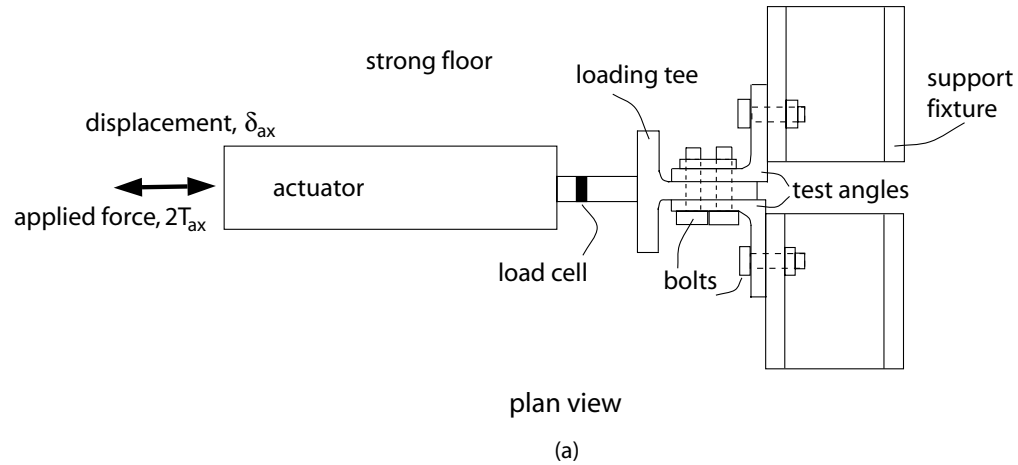 strong floor
loading tee
support
fixture
displacement, δax
actuator
test angles
applied force, 2Tax
load cell
bolts
plan view
(a)